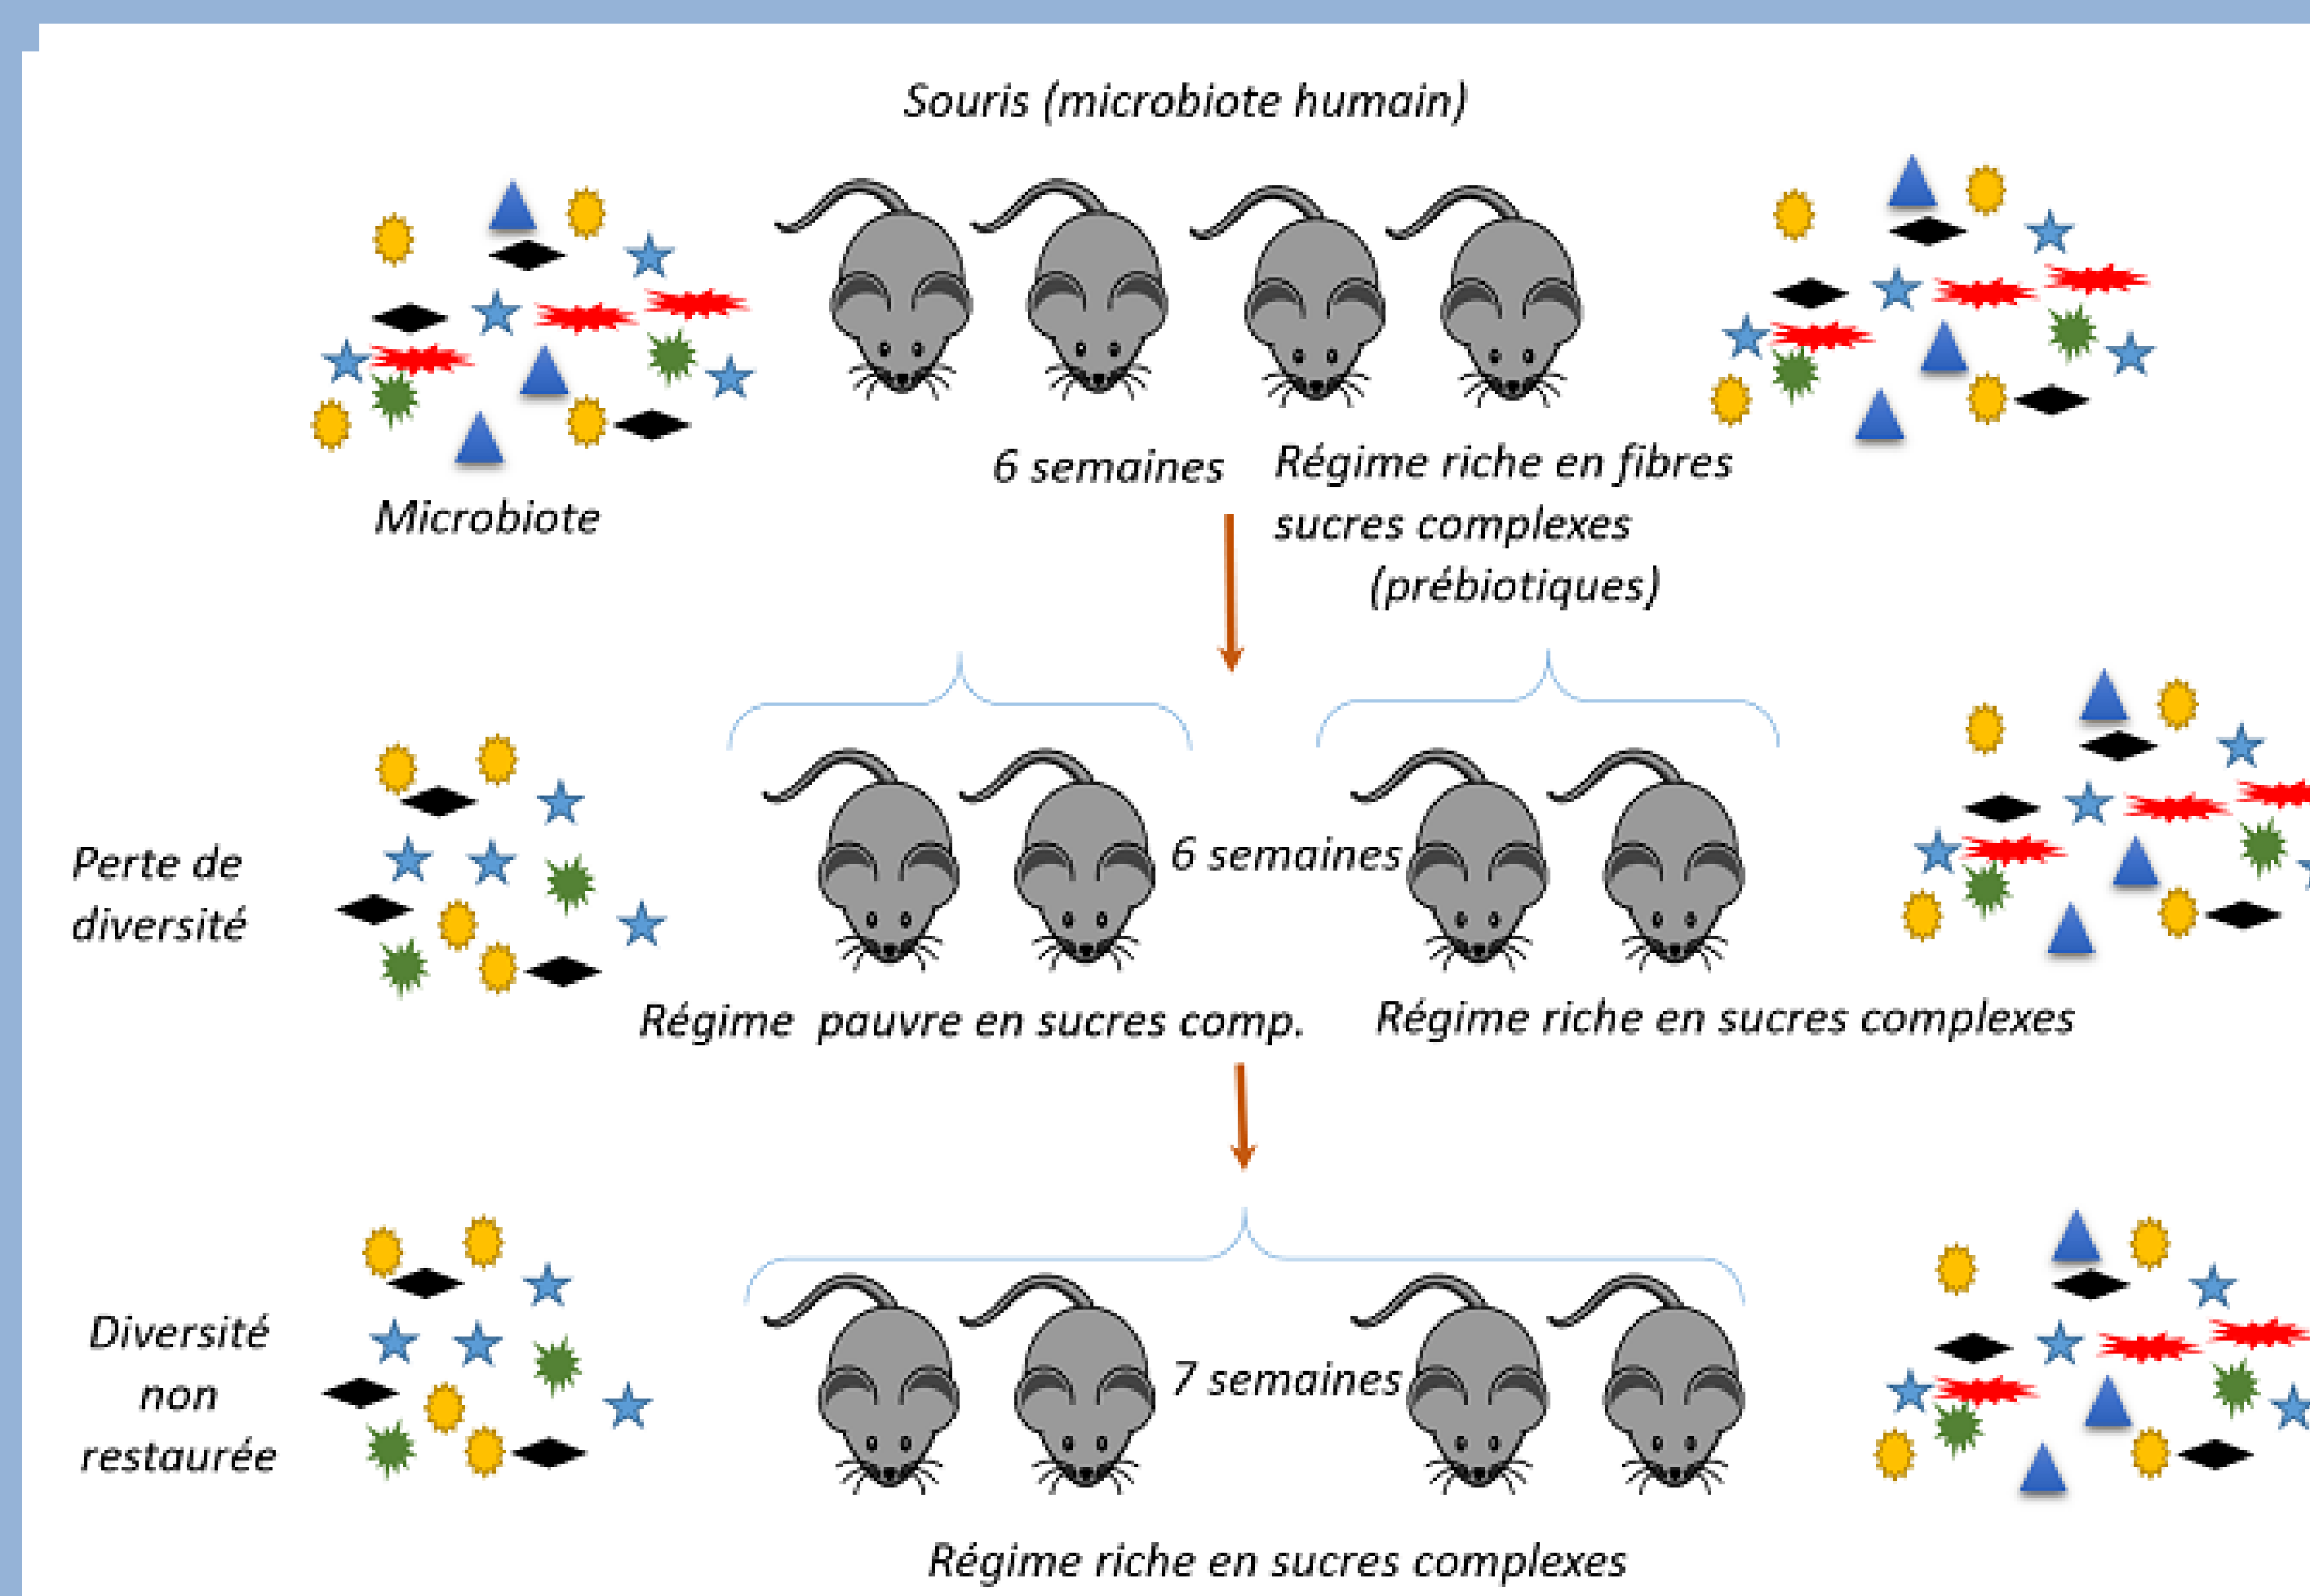 Souris (microbiote humain)
6 semaines
Régime riche en fibres
sucres complexes
(prébiotiques)
Microbiote
Perte de
diversité
6 semaines
Régime pauvre en sucres comp.
Régime riche en sucres complexes
Diversité
non
restaurée
7 semaines
Régime riche en sucres complexes